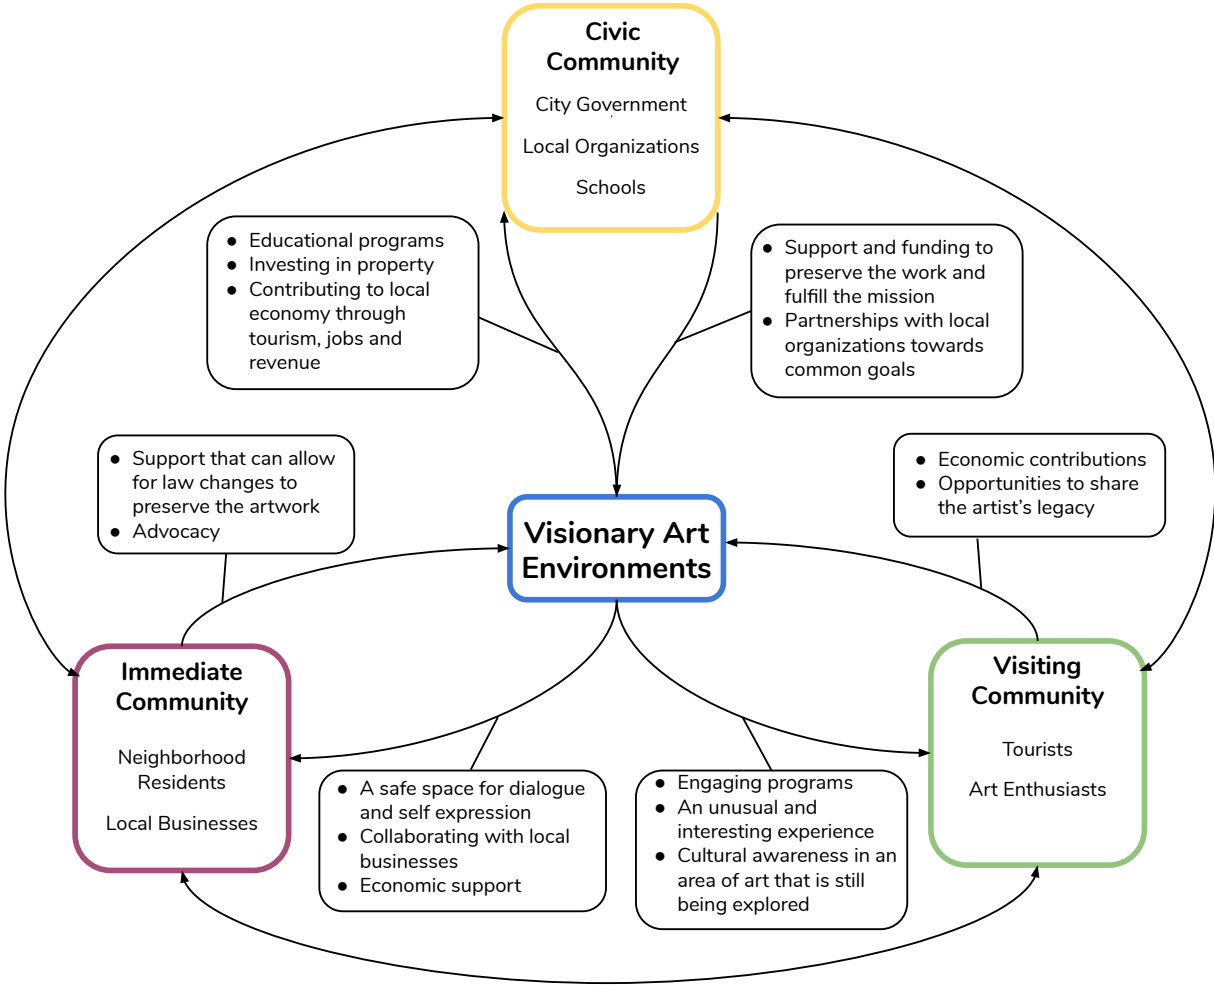 Civic
Community
City Government
Local Organizations
Schools
● Educational programs
● Investing in property
● Contributing to local
economy through
tourism, jobs and
revenue
● Support and funding to
preserve the work and
fulfill the mission
● Partnerships with local
organizations towards
common goals
● Support that can allow
for law changes to
preserve the artwork
● Advocacy
● Economic contributions
● Opportunities to share
the artist’s legacy
Visionary Art
Environments
Immediate
Community
Neighborhood
Residents
Local Businesses
Visiting
Community
Tourists
Art Enthusiasts
● A safe space for dialogue
and self expression
● Collaborating with local
businesses
● Economic support
● Engaging programs
● An unusual and
interesting experience
● Cultural awareness in an
area of art that is still
being explored